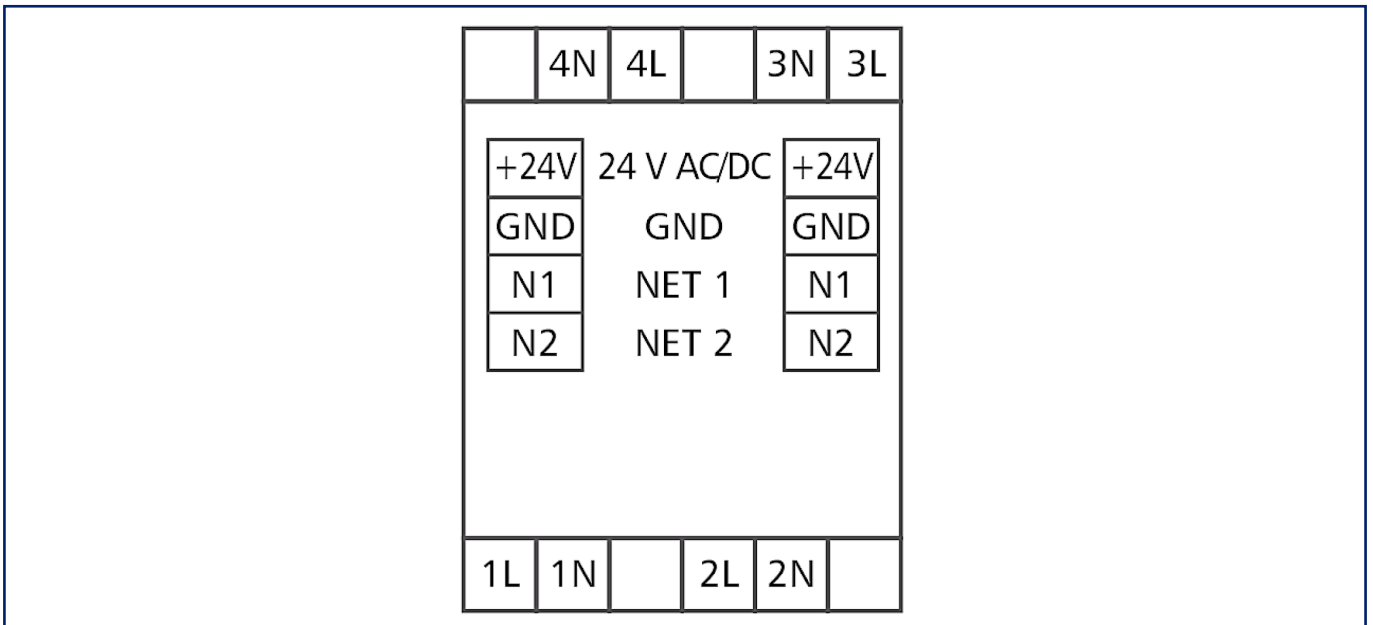 4N 4L 3N 3L
+24V 24 V AC/DC +24V
GND GND GND
N1 NET 1 N1
N2 NET 2 N2
1L 1N 2L 2N